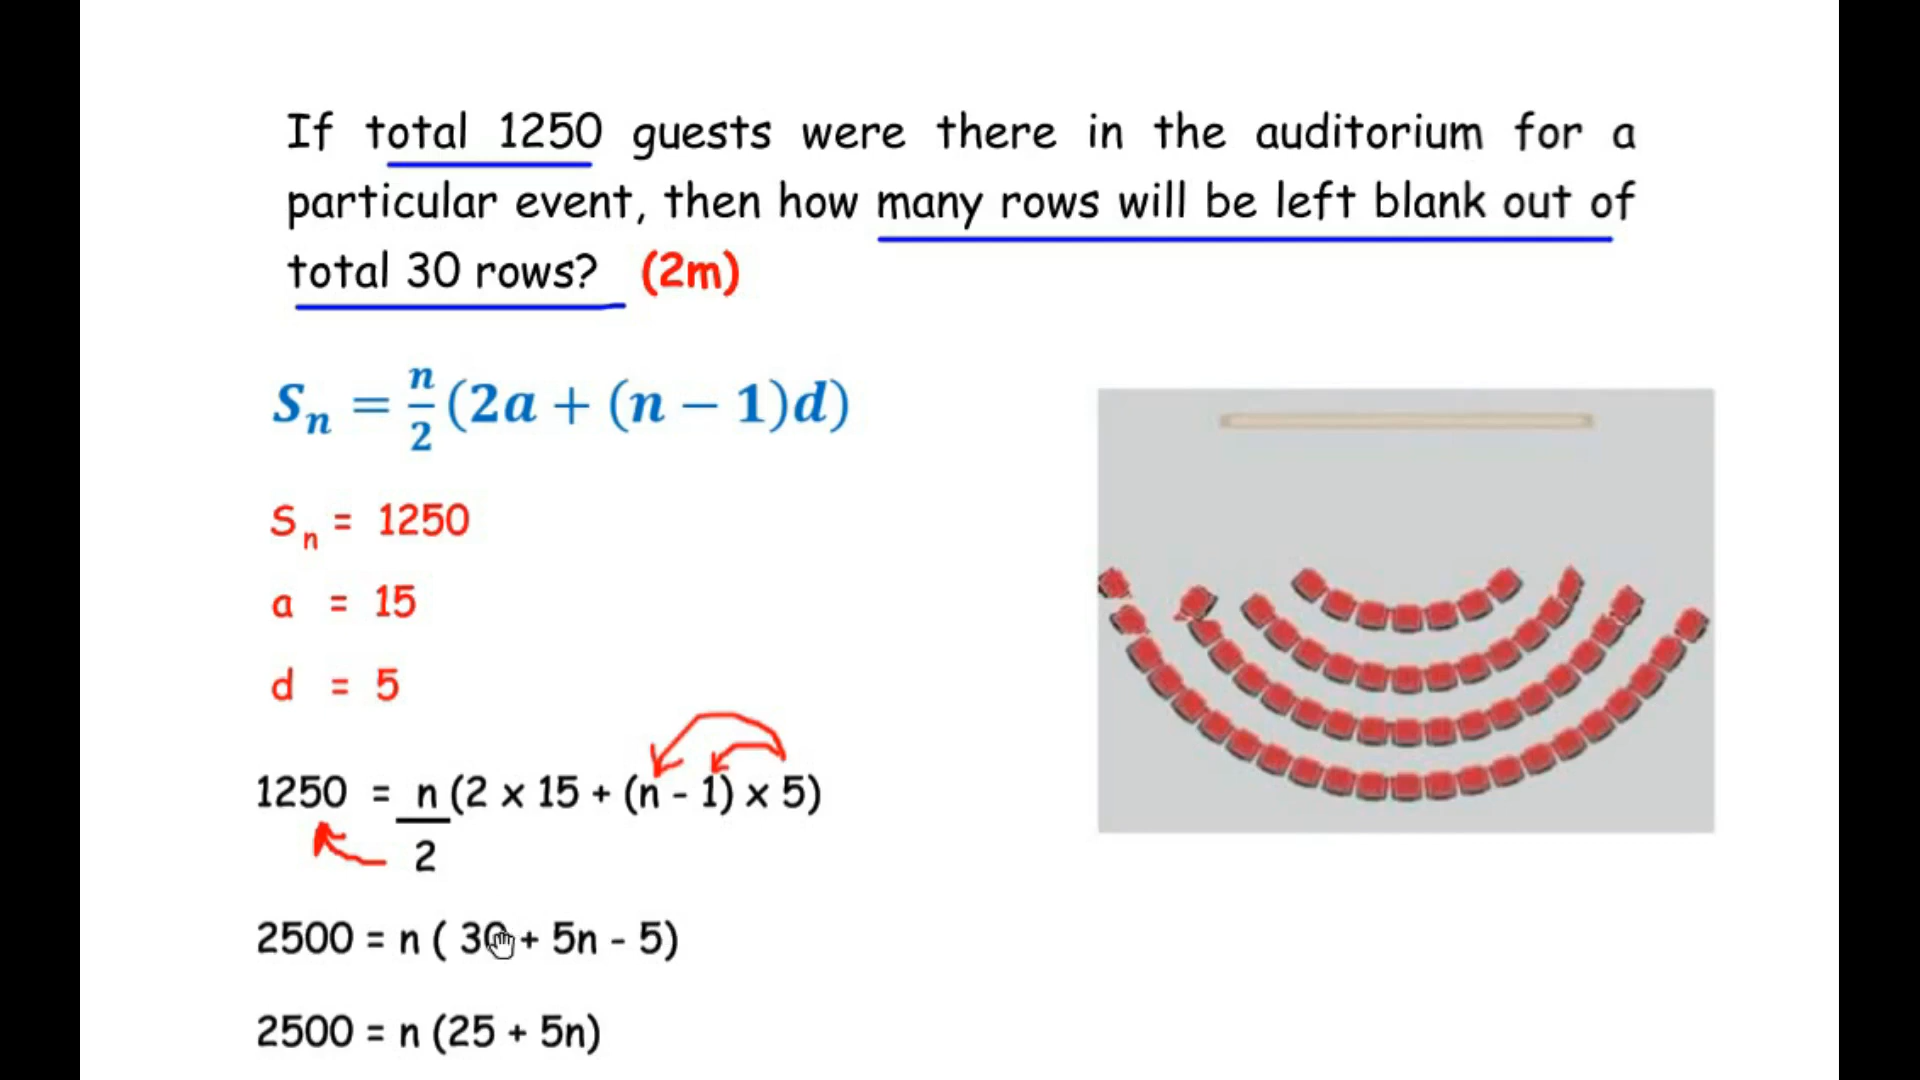 If total 1250 guests were there in the auditorium for a
particular event, then how many rows will be left blank out of
total 30 rows? (2m)
Sₙ = n/2 (2a + (n − 1)d)
Sₙ = 1250
a = 15
d = 5
1250 = n (2 x 15 + (n - 1) x 5)
2
2500 = n ( 30 + 5n - 5)
2500 = n (25 + 5n)